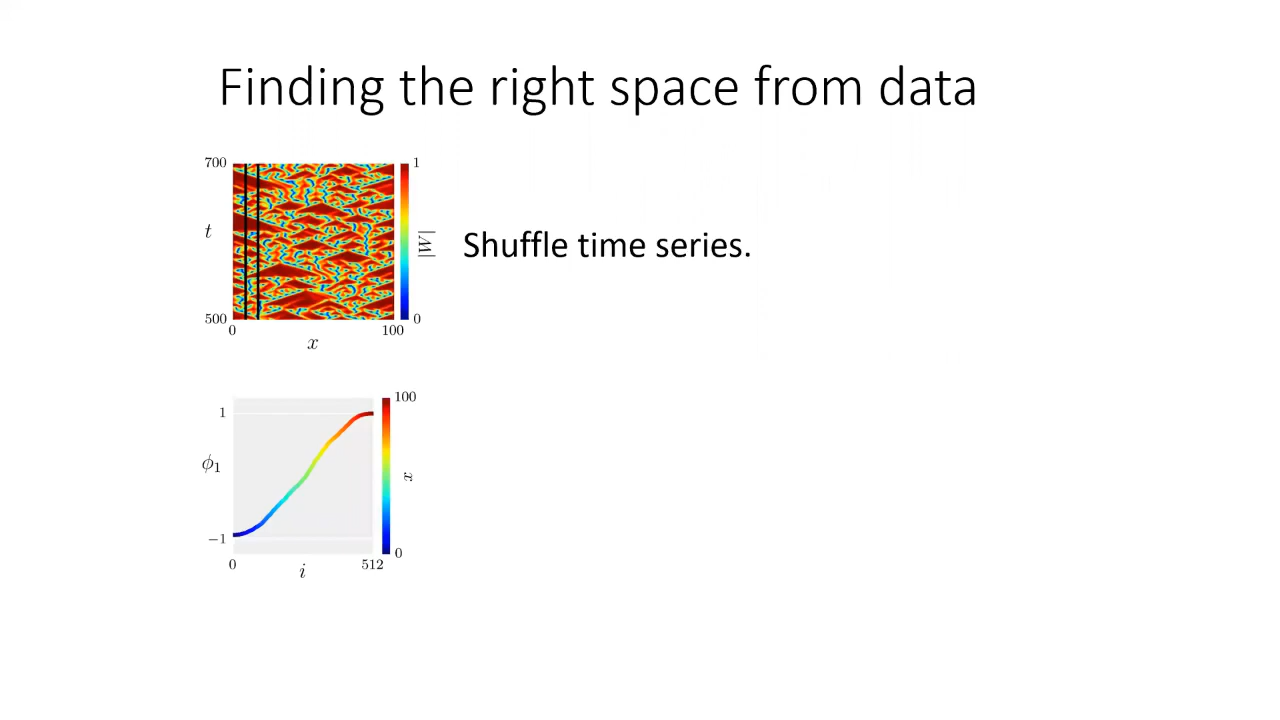 Finding the right space from data
700
1
t
|W|
Shuffle time series.
500
0
0
100
x
100
1
ϕ₁
x
−1
0
0
512
i